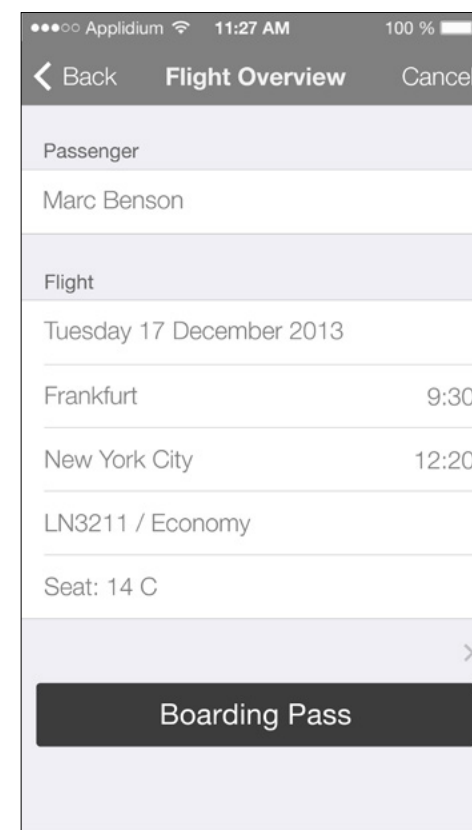 Applidium 11:27 AM 100 %
Back Flight Overview Cancel
Passenger
Marc Benson
Flight
Tuesday 17 December 2013
Frankfurt 9:30
New York City 12:20
LN3211 / Economy
Seat: 14 C
Boarding Pass